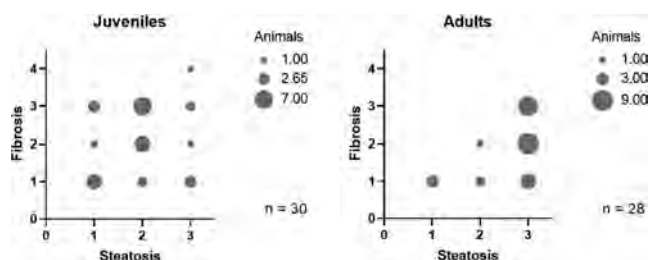 Juveniles
Animals
1.00
2.65
7.00
Fibrosis
4
3
2
1
0
0 1 2 3
Steatosis
n = 30
Adults
Animals
1.00
3.00
9.00
Fibrosis
4
3
2
1
0
0 1 2 3
Steatosis
n = 28